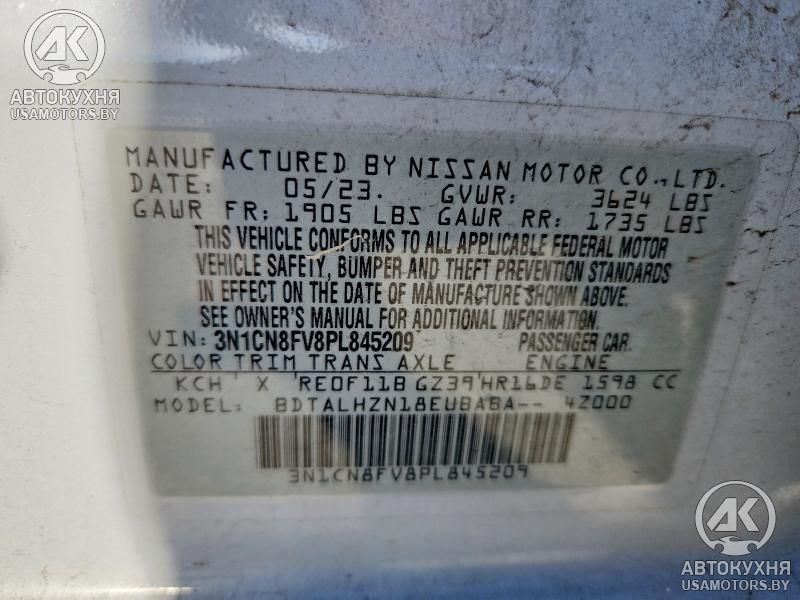 AK
АВТОКУХНЯ
USAMOTORS.BY
MANUFACTURED BY NISSAN MOTOR CO.,LTD.
DATE: 05/23. GVWR: 3624 LBS
GAWR FR: 1905 LBS GAWR RR: 1735 LBS
THIS VEHICLE CONFORMS TO ALL APPLICABLE FEDERAL MOTOR
VEHICLE SAFETY, BUMPER AND THEFT PREVENTION STANDARDS
IN EFFECT ON THE DATE OF MANUFACTURE SHOWN ABOVE.
SEE OWNER'S MANUAL FOR ADDITIONAL INFORMATION
VIN: 3N1CN8FV8PL845209 PASSENGER CAR.
COLOR TRIM TRANS AXLE ENGINE
KCH X RE0F11B GZ39 HR16DE 1598 CC
MODEL: BDTALHZN18EUBABA-- 4Z000
3N1CN8FV8PL845209
AK
АВТОКУХНЯ
USAMOTORS.BY